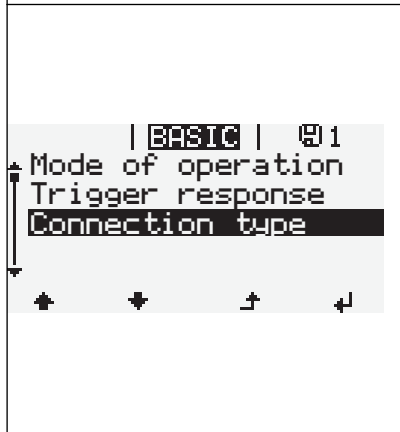 | BASIC | 1
Mode of operation
Trigger response
Connection type